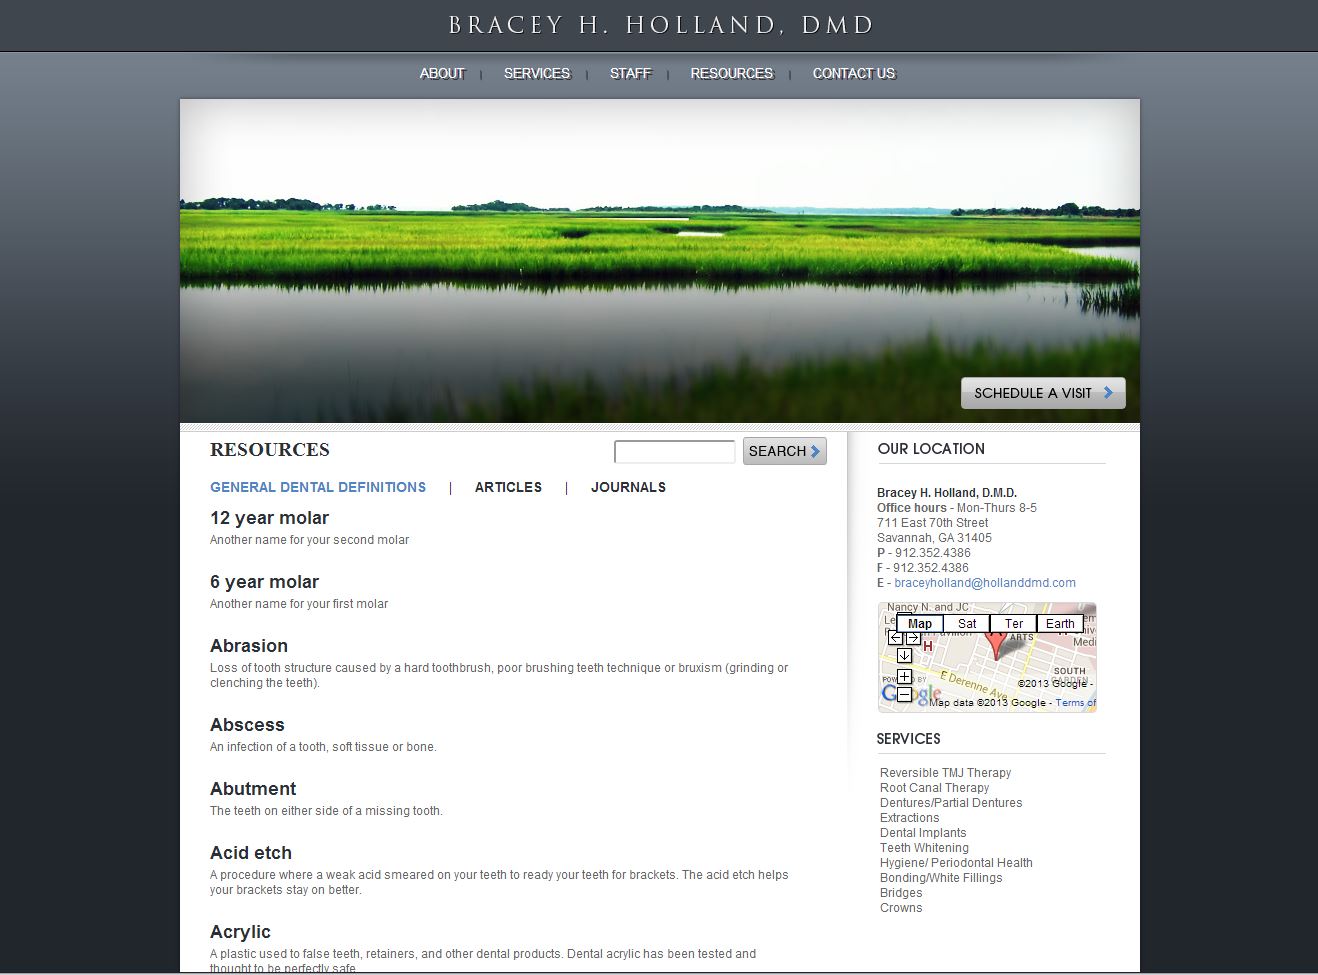 BRACEY H. HOLLAND, DMD
ABOUT | SERVICES | STAFF | RESOURCES | CONTACT US
SCHEDULE A VISIT
RESOURCES
SEARCH
GENERAL DENTAL DEFINITIONS | ARTICLES | JOURNALS
12 year molar
Another name for your second molar
6 year molar
Another name for your first molar
Abrasion
Loss of tooth structure caused by a hard toothbrush, poor brushing teeth technique or bruxism (grinding or
clenching the teeth).
Abscess
An infection of a tooth, soft tissue or bone.
Abutment
The teeth on either side of a missing tooth.
Acid etch
A procedure where a weak acid smeared on your teeth to ready your teeth for brackets. The acid etch helps
your brackets stay on better.
Acrylic
A plastic used to false teeth, retainers, and other dental products. Dental acrylic has been tested and
thought to be perfectly safe
OUR LOCATION
Bracey H. Holland, D.M.D.
Office hours - Mon-Thurs 8-5
711 East 70th Street
Savannah, GA 31405
P - 912.352.4386
F - 912.352.4386
E - braceyholland@hollanddmd.com
Nancy N. and JC
Map Sat Ter Earth
ARTS
H
Medi
SOUTH
E Derenne Ave
©2013 Google -
POWERED BY
Google
Map data ©2013 Google - Terms of
SERVICES
Reversible TMJ Therapy
Root Canal Therapy
Dentures/Partial Dentures
Extractions
Dental Implants
Teeth Whitening
Hygiene/ Periodontal Health
Bonding/White Fillings
Bridges
Crowns